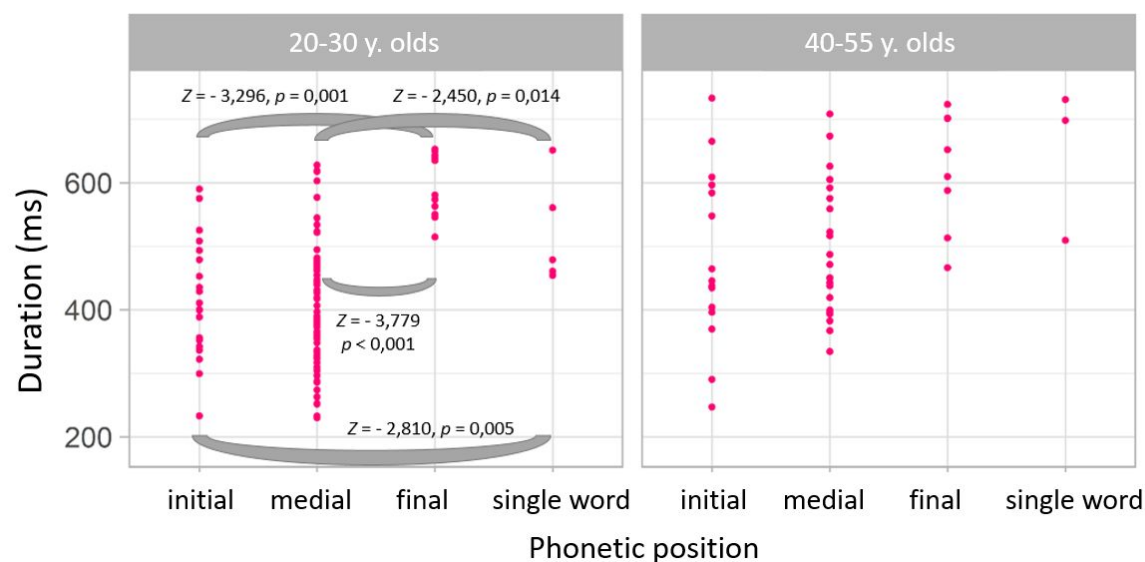 20-30 y. olds
40-55 y. olds
Z = - 3,296, p = 0,001
Z = - 2,450, p = 0,014
Z = - 3,779
p < 0,001
Z = - 2,810, p = 0,005
Duration (ms)
600
400
200
initial medial final single word
initial medial final single word
Phonetic position